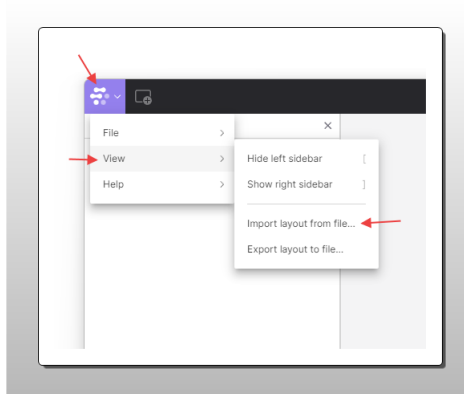 File
View
Help
Hide left sidebar [
Show right sidebar ]
Import layout from file...
Export layout to file...